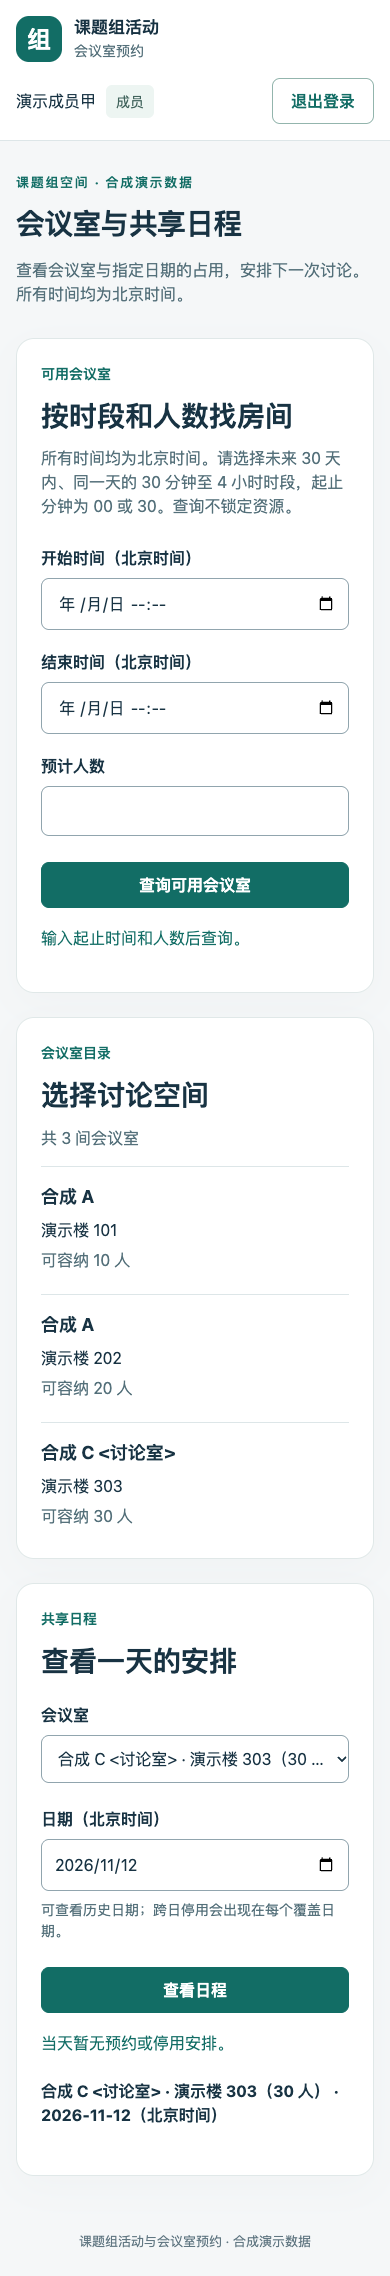 组
课题组活动
会议室预约
演示成员甲
成员
退出登录
课题组空间 · 合成演示数据
会议室与共享日程
查看会议室与指定日期的占用，安排下一次讨论。
所有时间均为北京时间。
可用会议室
按时段和人数找房间
所有时间均为北京时间。请选择未来 30 天
内、同一天的 30 分钟至 4 小时时段，起止
分钟为 00 或 30。查询不锁定资源。
开始时间（北京时间）
年 /月/日 --:--
结束时间（北京时间）
年 /月/日 --:--
预计人数
查询可用会议室
输入起止时间和人数后查询。
会议室目录
选择讨论空间
共 3 间会议室
合成 A
演示楼 101
可容纳 10 人
合成 A
演示楼 202
可容纳 20 人
合成 C <讨论室>
演示楼 303
可容纳 30 人
共享日程
查看一天的安排
会议室
合成 C <讨论室> · 演示楼 303（30 ...
日期（北京时间）
2026/11/12
可查看历史日期；跨日停用会出现在每个覆盖日
期。
查看日程
当天暂无预约或停用安排。
合成 C <讨论室> · 演示楼 303（30 人） ·
2026-11-12（北京时间）
课题组活动与会议室预约 · 合成演示数据